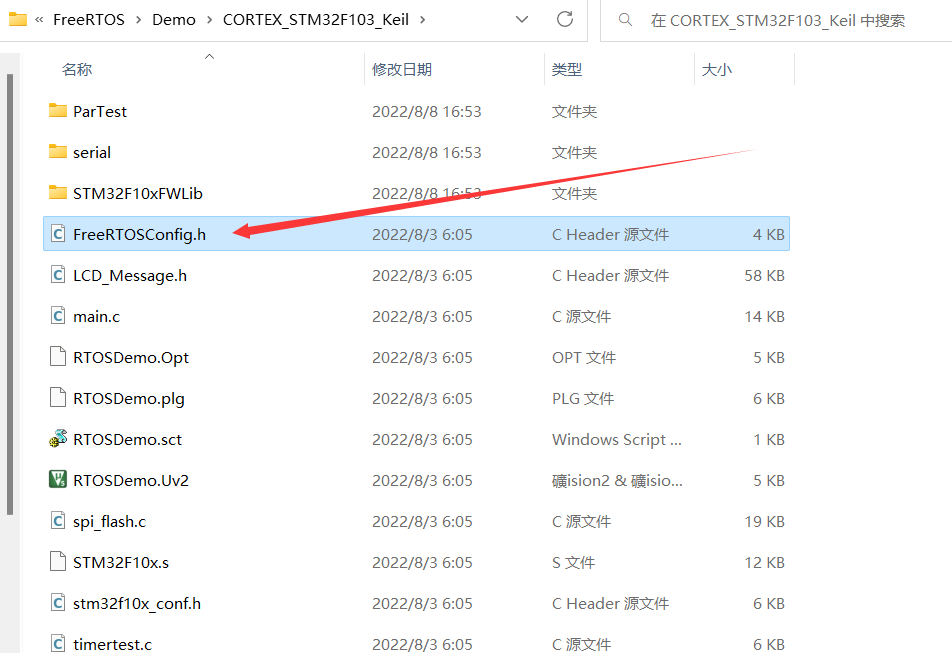 « FreeRTOS › Demo › CORTEX_STM32F103_Keil ›
在 CORTEX_STM32F103_Keil 中搜索
名称 修改日期 类型 大小
ParTest 2022/8/8 16:53 文件夹
serial 2022/8/8 16:53 文件夹
STM32F10xFWLib 2022/8/8 16:53 文件夹
FreeRTOSConfig.h 2022/8/3 6:05 C Header 源文件 4 KB
LCD_Message.h 2022/8/3 6:05 C Header 源文件 58 KB
main.c 2022/8/3 6:05 C 源文件 14 KB
RTOSDemo.Opt 2022/8/3 6:05 OPT 文件 5 KB
RTOSDemo.plg 2022/8/3 6:05 PLG 文件 6 KB
RTOSDemo.sct 2022/8/3 6:05 Windows Script ... 1 KB
RTOSDemo.Uv2 2022/8/3 6:05 礦ision2 & 礦isio... 5 KB
spi_flash.c 2022/8/3 6:05 C 源文件 19 KB
STM32F10x.s 2022/8/3 6:05 S 文件 12 KB
stm32f10x_conf.h 2022/8/3 6:05 C Header 源文件 6 KB
timertest.c 2022/8/3 6:05 C 源文件 6 KB